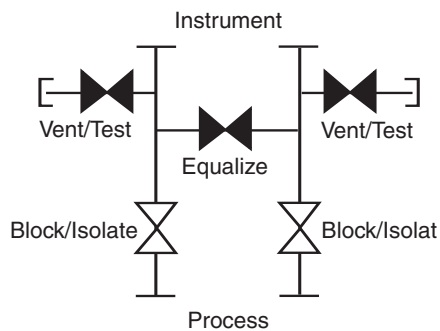 Instrument
Vent/Test
Vent/Test
Equalize
Block/Isolate
Block/Isolat
Process